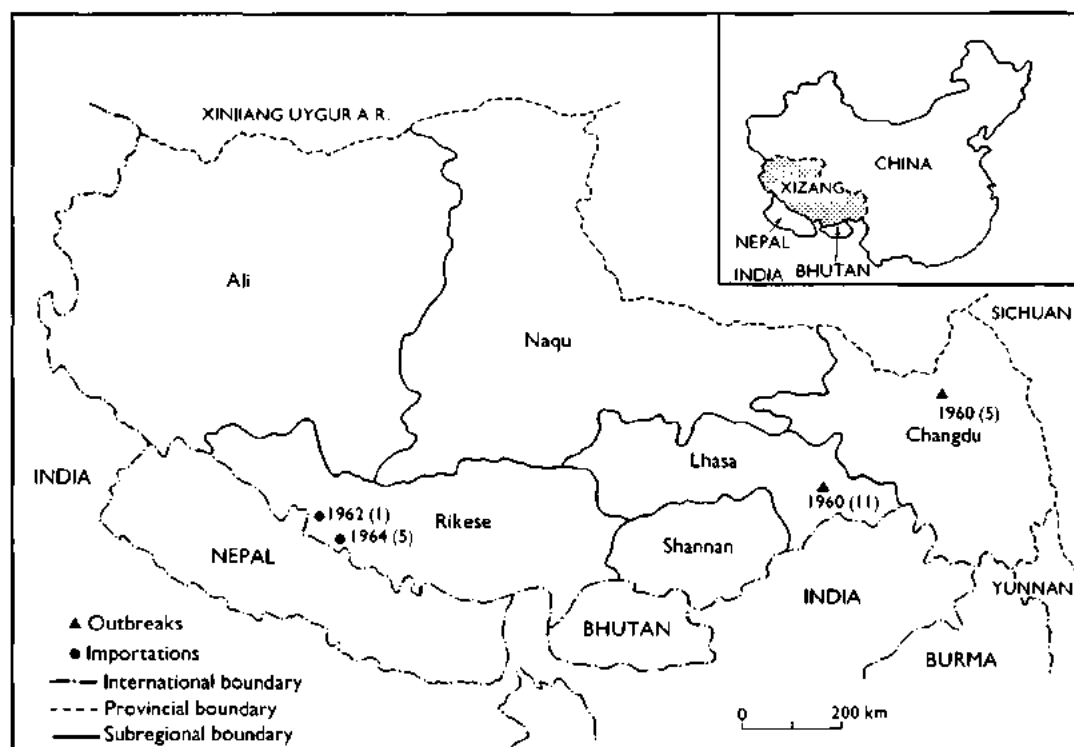 XINJIANG UYGUR A R.
CHINA
XIZANG
NEPAL
INDIA
BHUTAN
SICHUAN
Ali
Naqu
1960 (5)
Changdu
Lhasa
1960 (11)
INDIA
1962 (1)
1964 (5)
Rikese
Shannan
NEPAL
INDIA
YUNNAN
BHUTAN
BURMA
Outbreaks
Importations
International boundary
Provincial boundary
Subregional boundary
0 200 km